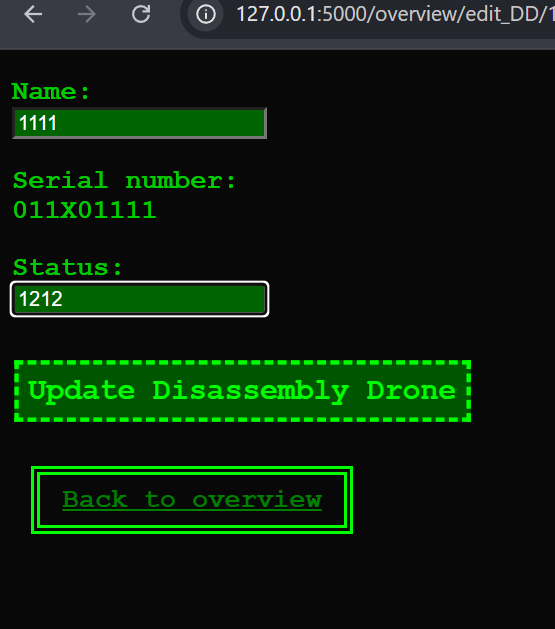 127.0.0.1:5000/overview/edit_DD/1
Name:
1111
Serial number:
011X01111
Status:
1212
Update Disassembly Drone
Back to overview